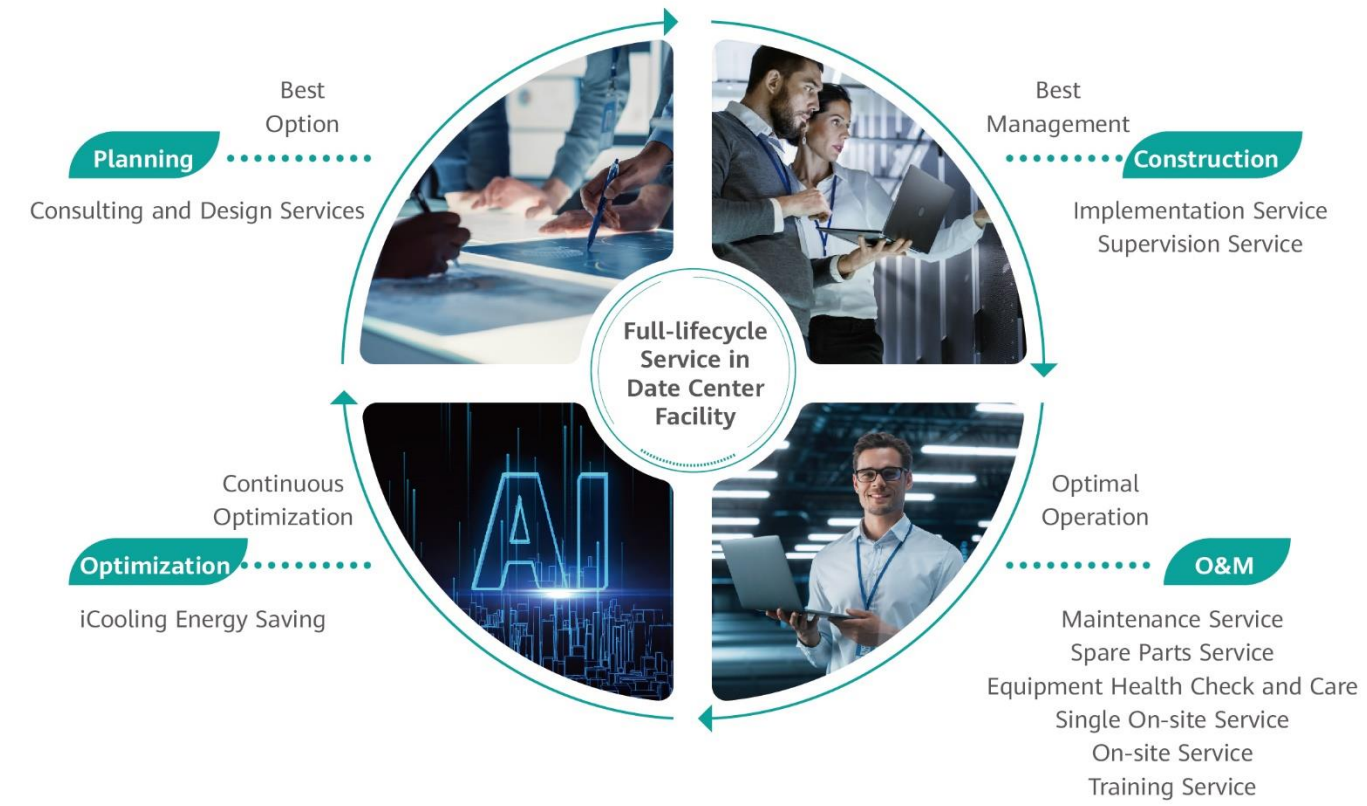 Best
Option
Planning
Consulting and Design Services
Best
Management
Construction
Implementation Service
Supervision Service
Full-lifecycle
Service in
Date Center
Facility
Continuous
Optimization
Optimization
iCooling Energy Saving
AI
Optimal
Operation
O&M
Maintenance Service
Spare Parts Service
Equipment Health Check and Care
Single On-site Service
On-site Service
Training Service